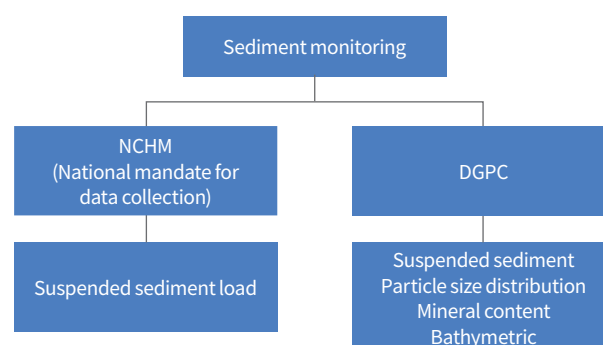 Sediment monitoring
NCHM
(National mandate for
data collection)
DGPC
Suspended sediment load
Suspended sediment
Particle size distribution
Mineral content
Bathymetric